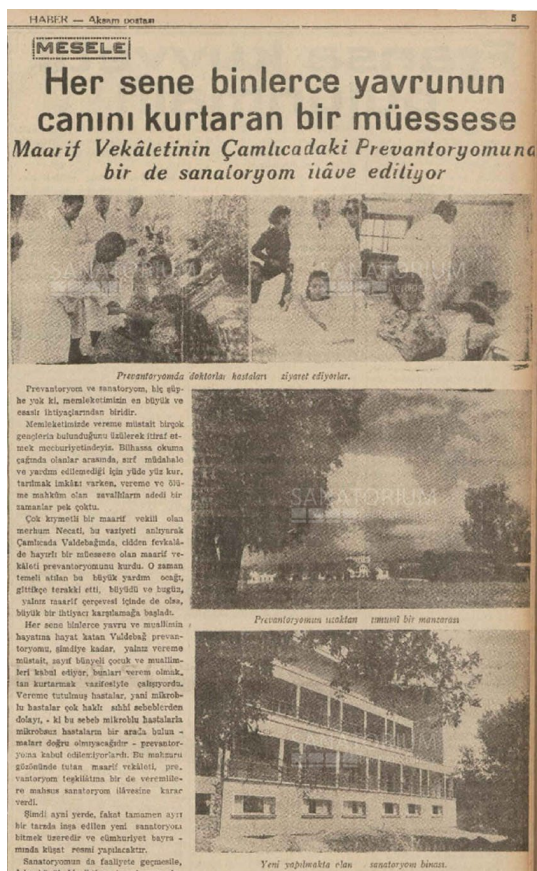 HABER — Akşam postası
5
MESELE
Her sene binlerce yavrunun
canını kurtaran bir müessese
Maarif Vekâletinin Çamlıcadaki Prevantoryomuna
bir de sanatoryom ilâve ediliyor
SANATORIUM
SANATORIUM
Prevantoryomda doktorlar hastaları ziyaret ediyorlar.
Prevantoryom ve sanatoryom, hiç şüp-
he yok ki, memleketimizin en büyük ve
esaslı ihtiyaçlarından biridir.
Memleketimizde vereme müstait birçok
gençlerin bulunduğunu üzülerek itiraf et-
mek mecburiyetindeyiz. Bilhassa okuma
çağında olanlar arasında, sırf müdahale
ve yardım edilemediği için yüde yüz kur.
tarılmak imkânı varken, vereme ve ölü-
me mahkûm olan zavallıların adedi bir
zamanlar pek çoktu.
Çok kıymetli bir maarif vekili olan
merhum Necati, bu vaziyeti anlıyarak
Çamlıcada Valdebağında, cidden fevkalâ-
de hayırlı bir müessese olan maarif ve-
kâleti prevantoryomunu kurdu. O zaman
temeli atılan bu büyük yardım ocağı,
gittikçe terakki etti, büyüdü ve bugün,
yalnız maarif çerçevesi içinde de olsa,
büyük bir ihtiyacı karşılamağa başladı.
Her sene binlerce yavru ve muallimin
hayatına hayat katan Valdebağ prevan-
toryomu, şimdiye kadar, yalnız vereme
müstait, zayıf bünyeli çocuk ve muallim-
leri kabul ediyor, bunları verem olmak,
tan kurtarmak vazifesiyle çalışıyordu.
Vereme tutulmuş hastalar, yani mikrob-
lu hastalar çok haklı sıhhî sebeblerden
dolayı, - ki bu sebeb mikroblu hastalarla
mikrobsuz hastaların bir arada bulun -
maları doğru olmıyacağıdır - prevantor-
yoma kabul edilemiyorlardı. Bu mahzuru
gözönünde tutan maarif vekâleti, pre.
vantoryom teşkilâtına bir de veremlile-
re mahsus sanatoryom ilâvesine karar
verdi.
Şimdi ayni yerde, fakat tamamen ayrı
bir tarzda inşa edilen yeni sanatoryom
bitmek üzeredir ve cümhuriyet bayra -
mında küşat resmi yapılacaktır.
Sanatoryomun da faaliyete geçmesile,
SANATORIUM
Prevantoryomun uzaktan umumî bir manzarası
Yeni yapılmakta olan sanatoryom binası.